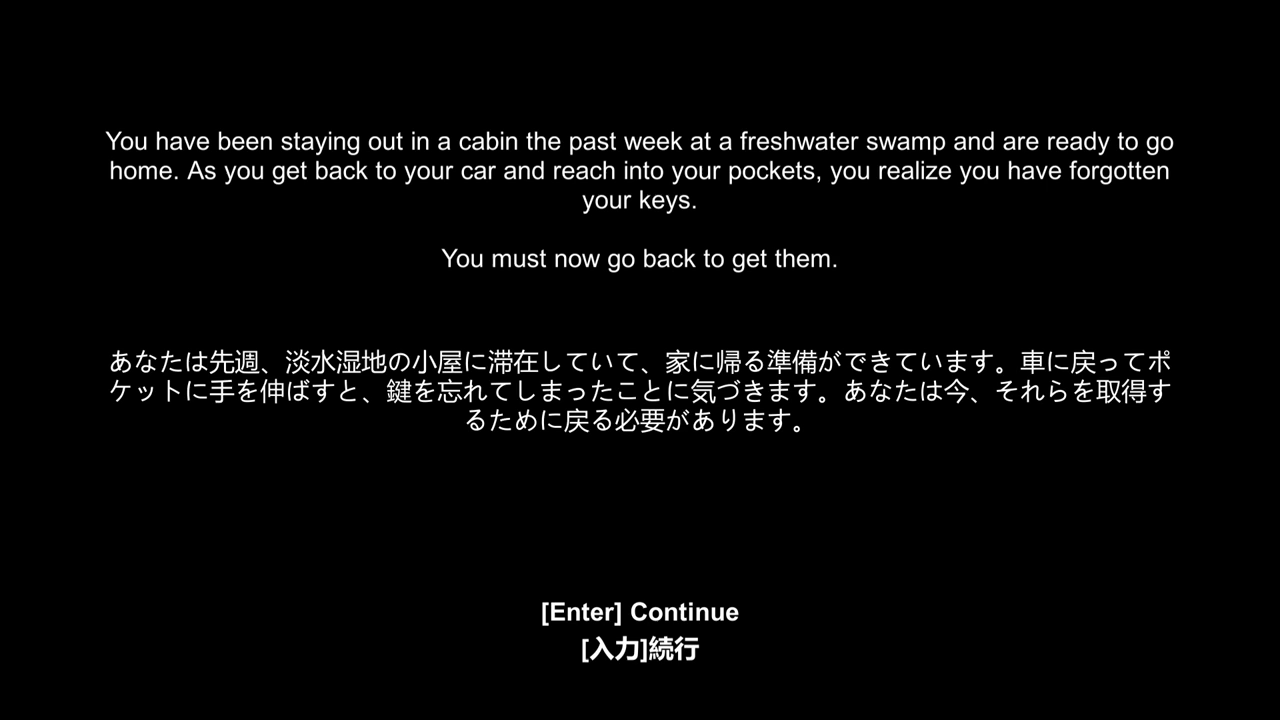 You have been staying out in a cabin the past week at a freshwater swamp and are ready to go
home. As you get back to your car and reach into your pockets, you realize you have forgotten
your keys.
You must now go back to get them.
あなたは先週、淡水湿地の小屋に滞在していて、家に帰る準備ができています。車に戻ってポ
ケットに手を伸ばすと、鍵を忘れてしまったことに気づきます。あなたは今、それらを取得す
るために戻る必要があります。
[Enter] Continue
[入力]続行